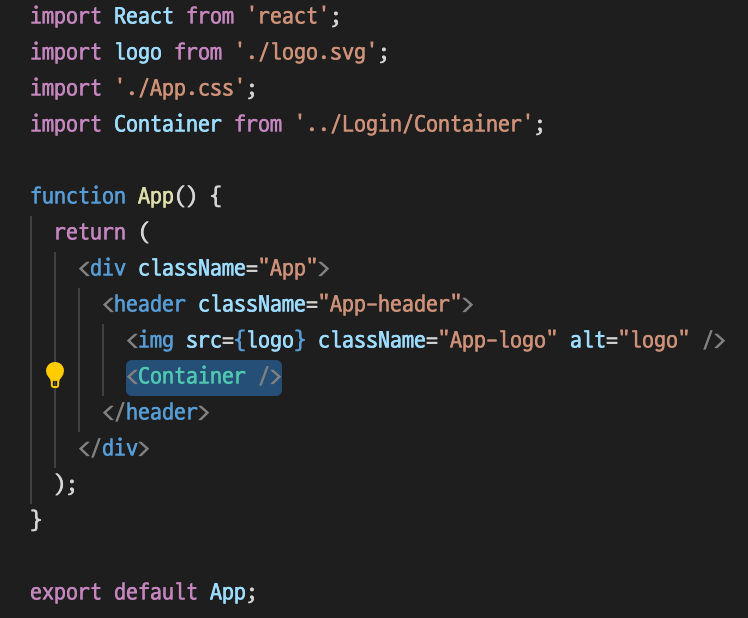 import React from 'react';
import logo from './logo.svg';
import './App.css';
import Container from '../Login/Container';

function App() {
  return (
    <div className="App">
      <header className="App-header">
        <img src={logo} className="App-logo" alt="logo" />
        <Container />
      </header>
    </div>
  );
}

export default App;